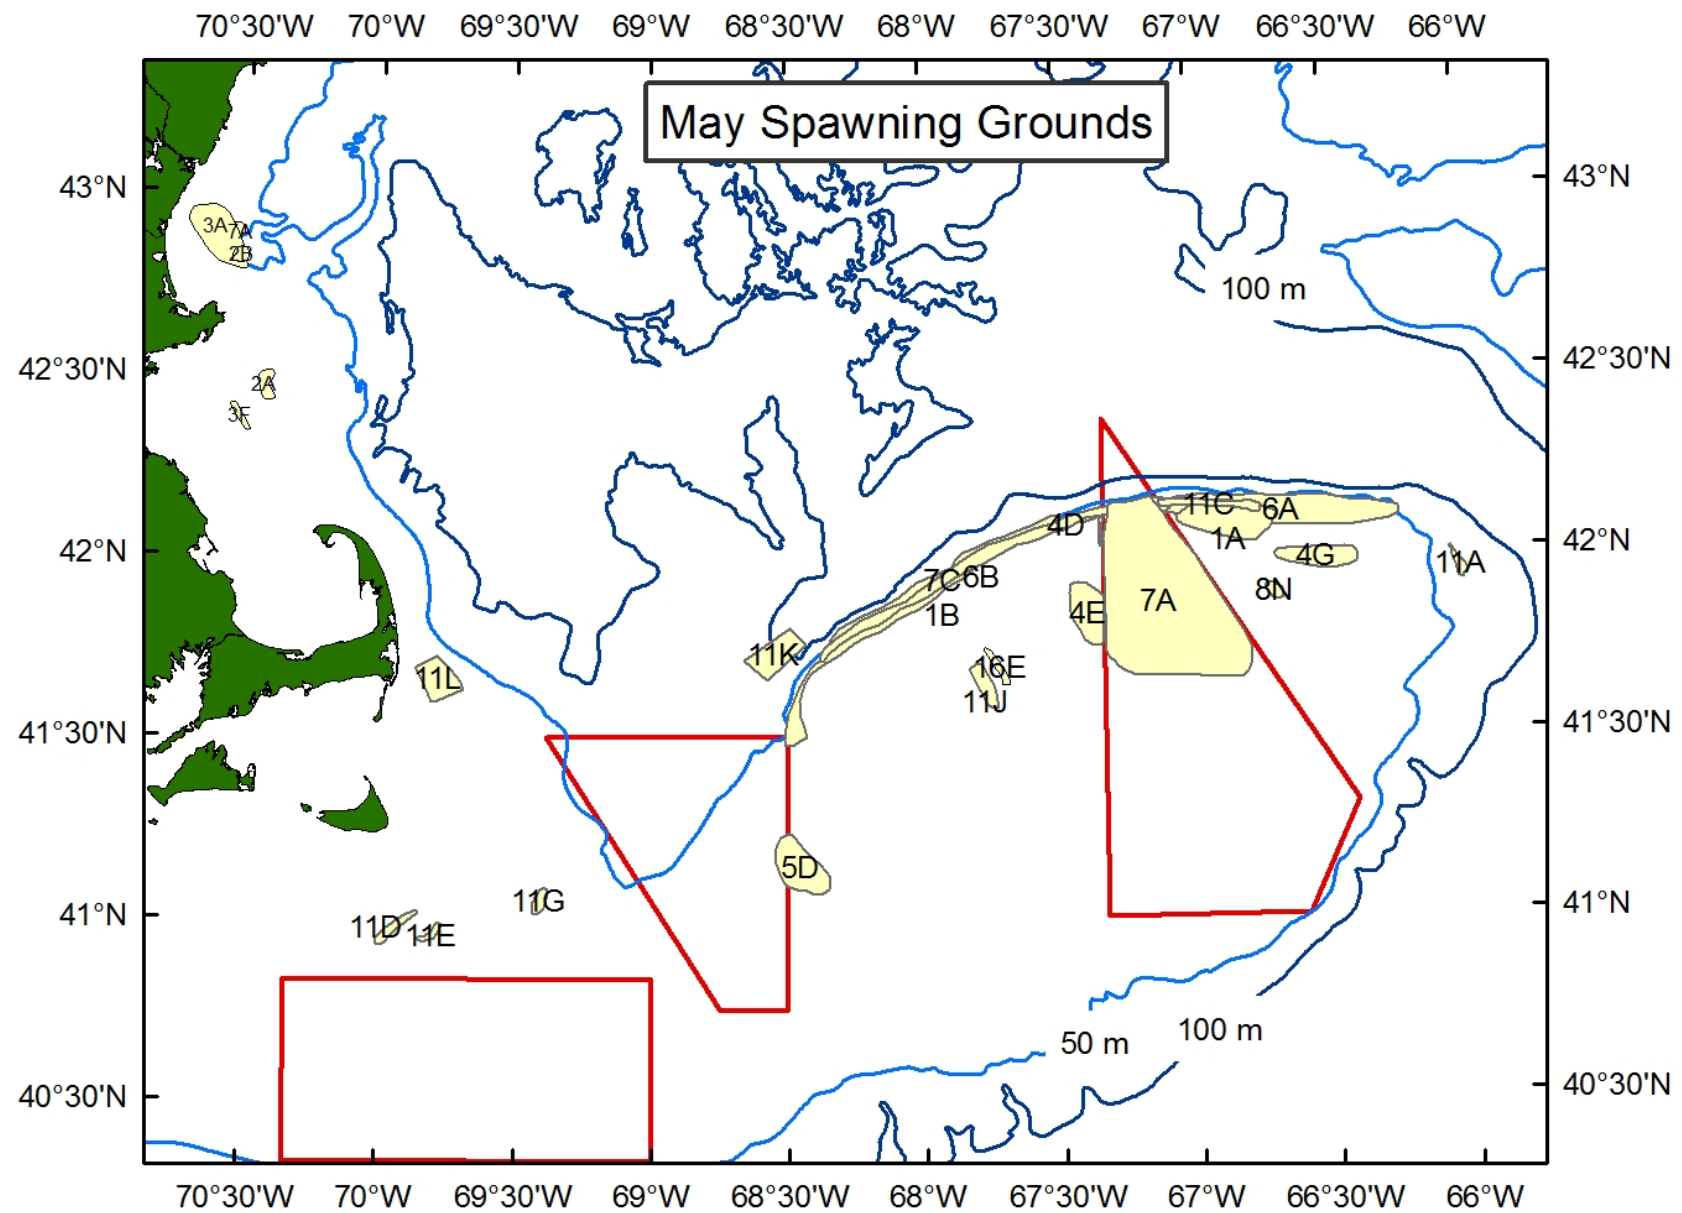 70°30'W 70°W 69°30'W 69°W 68°30'W 68°W 67°30'W 67°W 66°30'W 66°W
May Spawning Grounds
43°N 43°N
3A 7A
2B
100 m
42°30'N 42°30'N
2A
3F
11C 6A
4D 1A
42°N 42°N
4G 11A
7C 6B 8N
7A
4E 1B
11K 16E
11L 11J
41°30'N 41°30'N
5D
11G
41°N 41°N
11D 11E
50 m 100 m
40°30'N 40°30'N
70°30'W 70°W 69°30'W 69°W 68°30'W 68°W 67°30'W 67°W 66°30'W 66°W